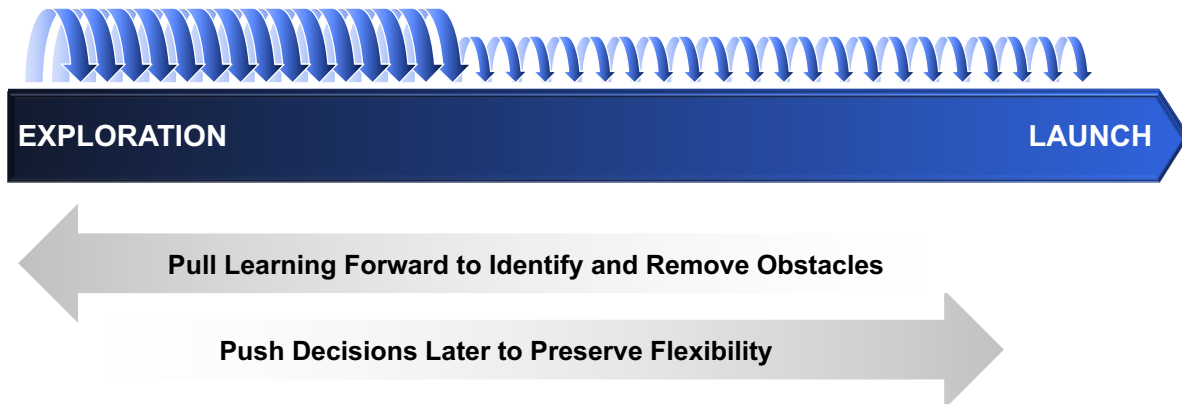 EXPLORATION
LAUNCH
Pull Learning Forward to Identify and Remove Obstacles
Push Decisions Later to Preserve Flexibility